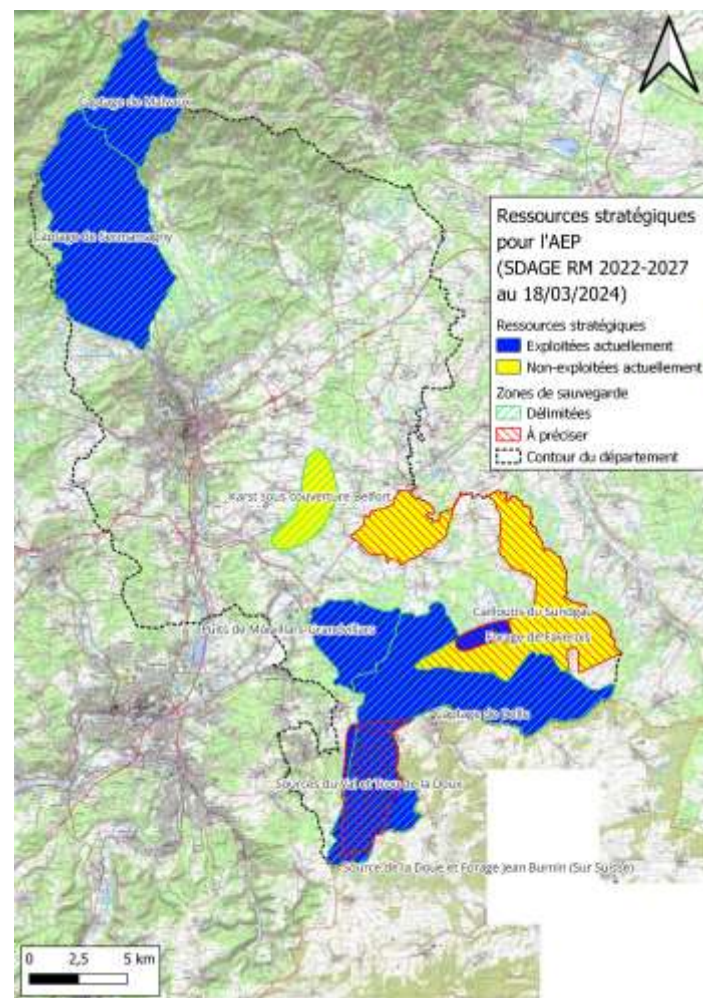 Captage de Malvaux
Captage de Sermamagny
Ressources stratégiques
pour l'AEP
(SDAGE RM 2022-2027
au 18/03/2024)
Ressources stratégiques
Exploitées actuellement
Non-exploitées actuellement
Zones de sauvegarde
Délimitées
À préciser
Contour du département
Karst sous couverture Belfort
Cailloutis du Sundgau
Puits de Morvillars-Grandvillars
Forage de Faverois
Captage de Delle
Sources du Val et Trou de la Doux
Source de la Doue et Forage Jean Burnin (Sur Suisse)
0 2,5 5 km